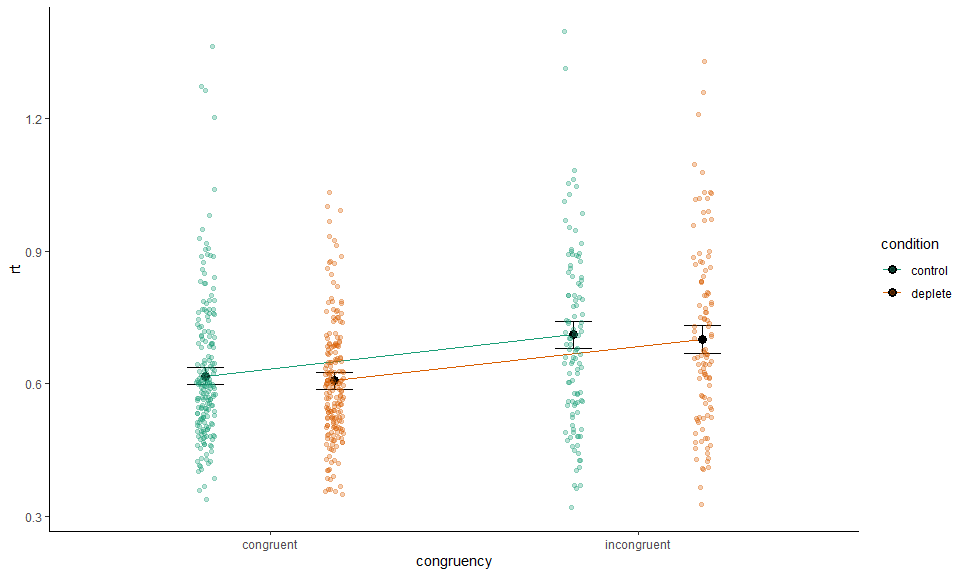 rt
1.2
0.9
0.6
0.3
congruent
incongruent
congruency
condition
control
deplete